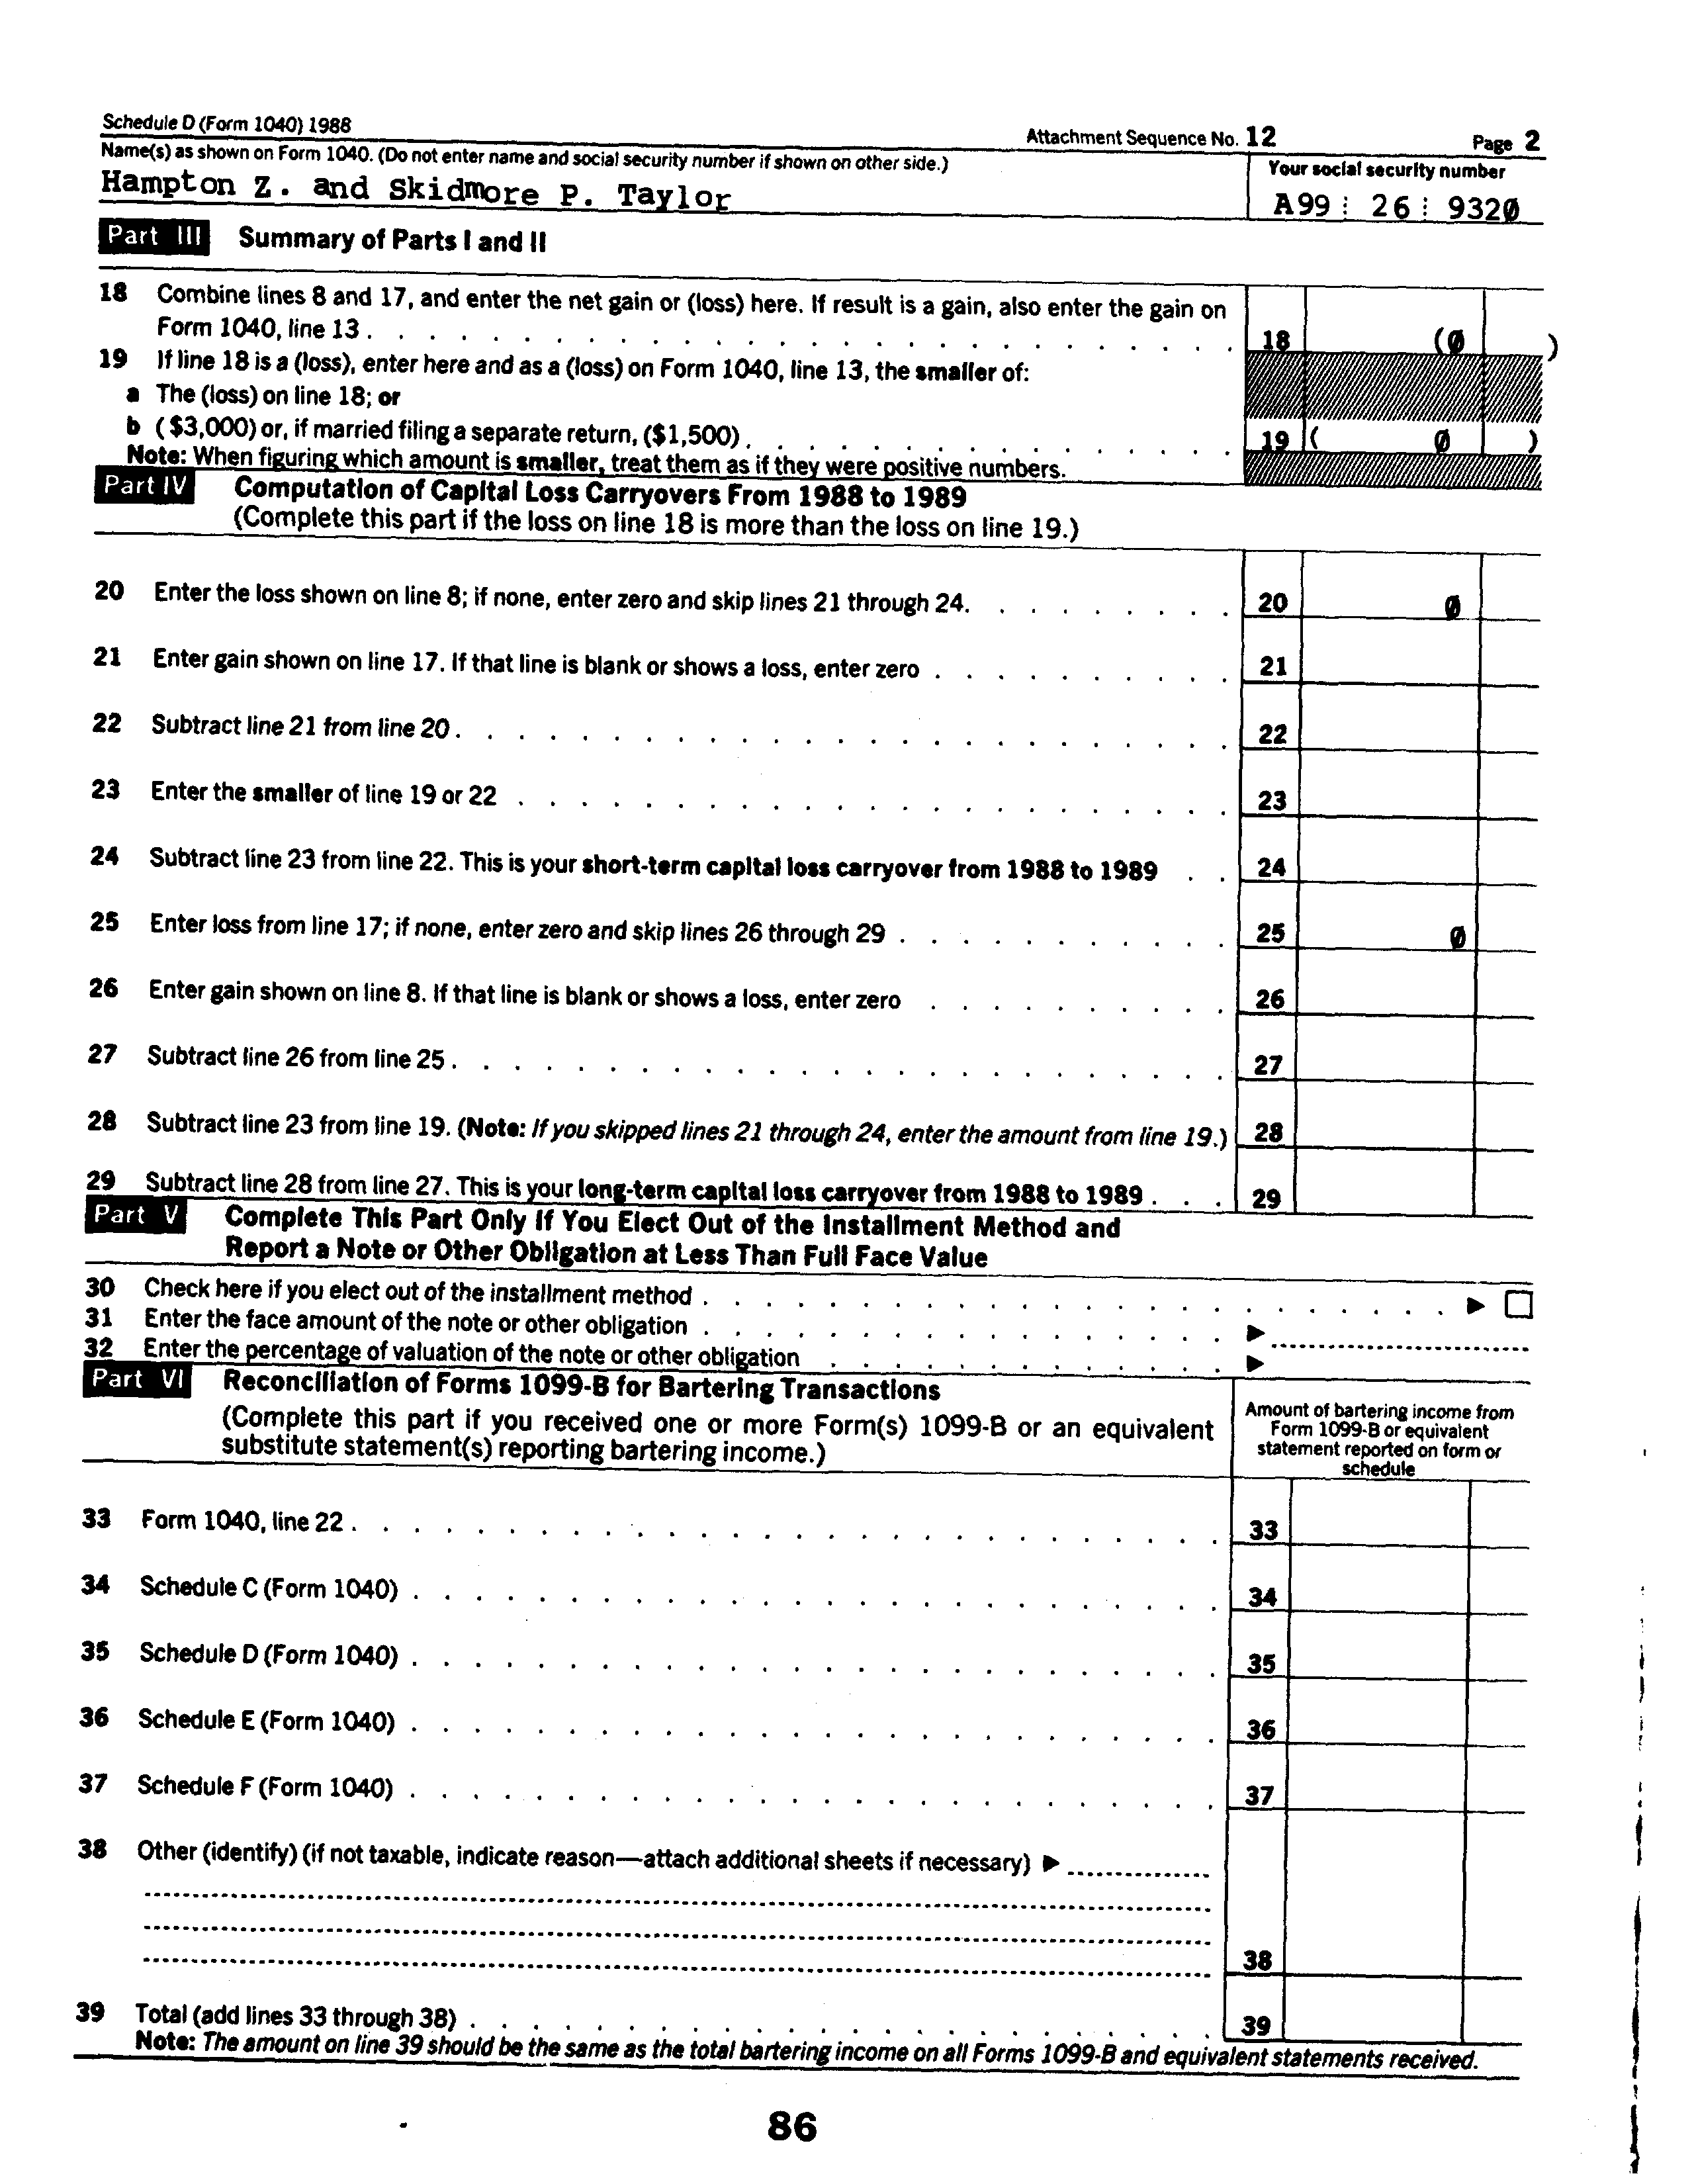 Schedule D (Form 1040) 1988
Attachment Sequence No. 12
Page 2
Name(s) as shown on Form 1040. (Do not enter name and social security number if shown on other side.)
Your social security number
Hampton Z. and Skidmore P. Taylor
A99 26 9320
Part III Summary of Parts I and II
18 Combine lines 8 and 17, and enter the net gain or (loss) here. If result is a gain, also enter the gain on
Form 1040, line 13 . . . 18 (0 )
19 If line 18 is a (loss), enter here and as a (loss) on Form 1040, line 13, the smaller of:
a The (loss) on line 18; or
b ($3,000) or, if married filing a separate return, ($1,500) . . . 19 ( 0 )
Note: When figuring which amount is smaller, treat them as if they were positive numbers.
Part IV Computation of Capital Loss Carryovers From 1988 to 1989
(Complete this part if the loss on line 18 is more than the loss on line 19.)
20 Enter the loss shown on line 8; if none, enter zero and skip lines 21 through 24. . . . 20 0
21 Enter gain shown on line 17. If that line is blank or shows a loss, enter zero . . . 21
22 Subtract line 21 from line 20 . . . 22
23 Enter the smaller of line 19 or 22 . . . 23
24 Subtract line 23 from line 22. This is your short-term capital loss carryover from 1988 to 1989 . . 24
25 Enter loss from line 17; if none, enter zero and skip lines 26 through 29 . . . 25 0
26 Enter gain shown on line 8. If that line is blank or shows a loss, enter zero . . . 26
27 Subtract line 26 from line 25 . . . 27
28 Subtract line 23 from line 19. (Note: If you skipped lines 21 through 24, enter the amount from line 19.) 28
29 Subtract line 28 from line 27. This is your long-term capital loss carryover from 1988 to 1989 . . . 29
Part V Complete This Part Only If You Elect Out of the Installment Method and
Report a Note or Other Obligation at Less Than Full Face Value
30 Check here if you elect out of the installment method . . . ▶ □
31 Enter the face amount of the note or other obligation . . . ▶
32 Enter the percentage of valuation of the note or other obligation . . . ▶
Part VI Reconciliation of Forms 1099-B for Bartering Transactions
(Complete this part if you received one or more Form(s) 1099-B or an equivalent
substitute statement(s) reporting bartering income.)
Amount of bartering income from
Form 1099-B or equivalent
statement reported on form or
schedule
33 Form 1040, line 22 . . . 33
34 Schedule C (Form 1040) . . . 34
35 Schedule D (Form 1040) . . . 35
36 Schedule E (Form 1040) . . . 36
37 Schedule F (Form 1040) . . . 37
38 Other (identify) (if not taxable, indicate reason—attach additional sheets if necessary) ▶
38
39 Total (add lines 33 through 38) . . . 39
Note: The amount on line 39 should be the same as the total bartering income on all Forms 1099-B and equivalent statements received.
86